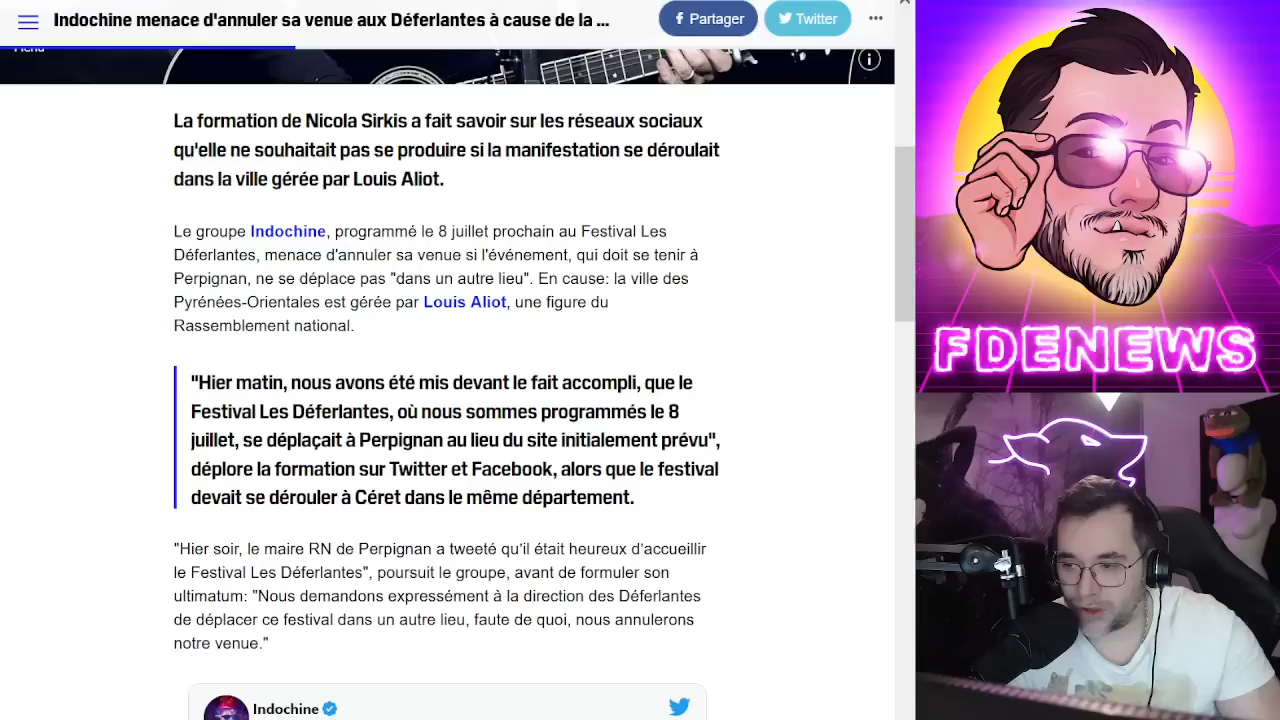 Indochine menace d'annuler sa venue aux Déferlantes à cause de la ...
Partager
Twitter
La formation de Nicola Sirkis a fait savoir sur les réseaux sociaux
qu'elle ne souhaitait pas se produire si la manifestation se déroulait
dans la ville gérée par Louis Aliot.
Le groupe Indochine, programmé le 8 juillet prochain au Festival Les
Déferlantes, menace d'annuler sa venue si l'événement, qui doit se tenir à
Perpignan, ne se déplace pas "dans un autre lieu". En cause: la ville des
Pyrénées-Orientales est gérée par Louis Aliot, une figure du
Rassemblement national.
"Hier matin, nous avons été mis devant le fait accompli, que le
Festival Les Déferlantes, où nous sommes programmés le 8
juillet, se déplaçait à Perpignan au lieu du site initialement prévu",
déplore la formation sur Twitter et Facebook, alors que le festival
devait se dérouler à Céret dans le même département.
"Hier soir, le maire RN de Perpignan a tweeté qu'il était heureux d'accueillir
le Festival Les Déferlantes", poursuit le groupe, avant de formuler son
ultimatum: "Nous demandons expressément à la direction des Déferlantes
de déplacer ce festival dans un autre lieu, faute de quoi, nous annulerons
notre venue."
Indochine
FDENEWS